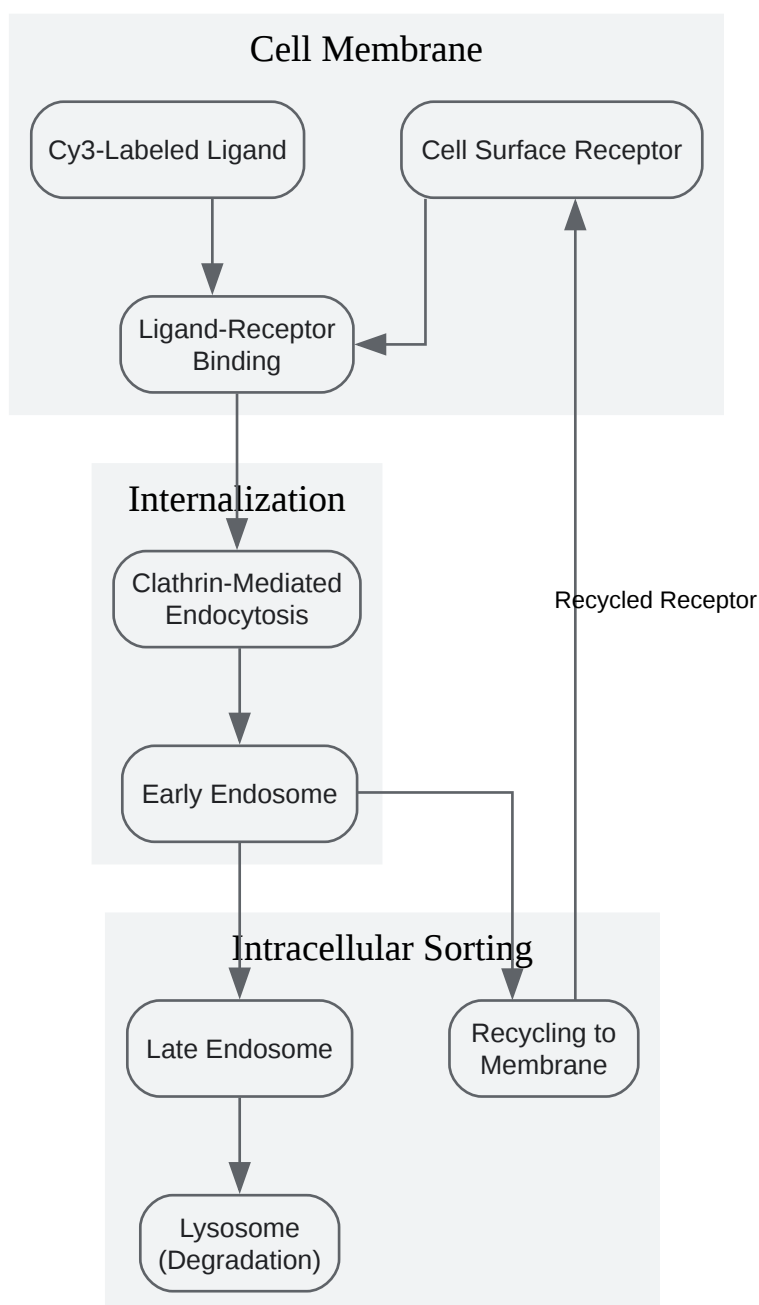 Cell Membrane
Cy3-Labeled Ligand
Cell Surface Receptor
Ligand-Receptor
Binding
Internalization
Clathrin-Mediated
Endocytosis
Recycled Receptor
Early Endosome
Intracellular Sorting
Late Endosome
Recycling to
Membrane
Lysosome
(Degradation)